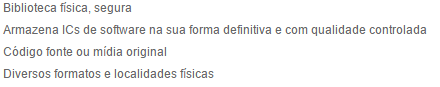 Biblioteca física, segura
Armazena ICs de software na sua forma definitiva e com qualidade controlada
Código fonte ou mídia original
Diversos formatos e localidades físicas